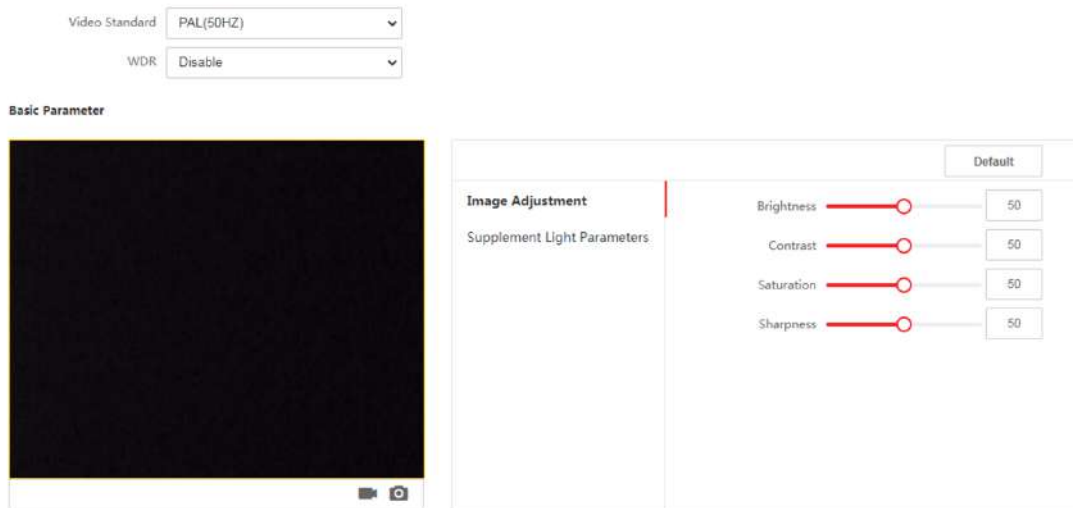 Video Standard PAL(50HZ)
WDR Disable
Basic Parameter
Default
Image Adjustment
Supplement Light Parameters
Brightness 50
Contrast 50
Saturation 50
Sharpness 50